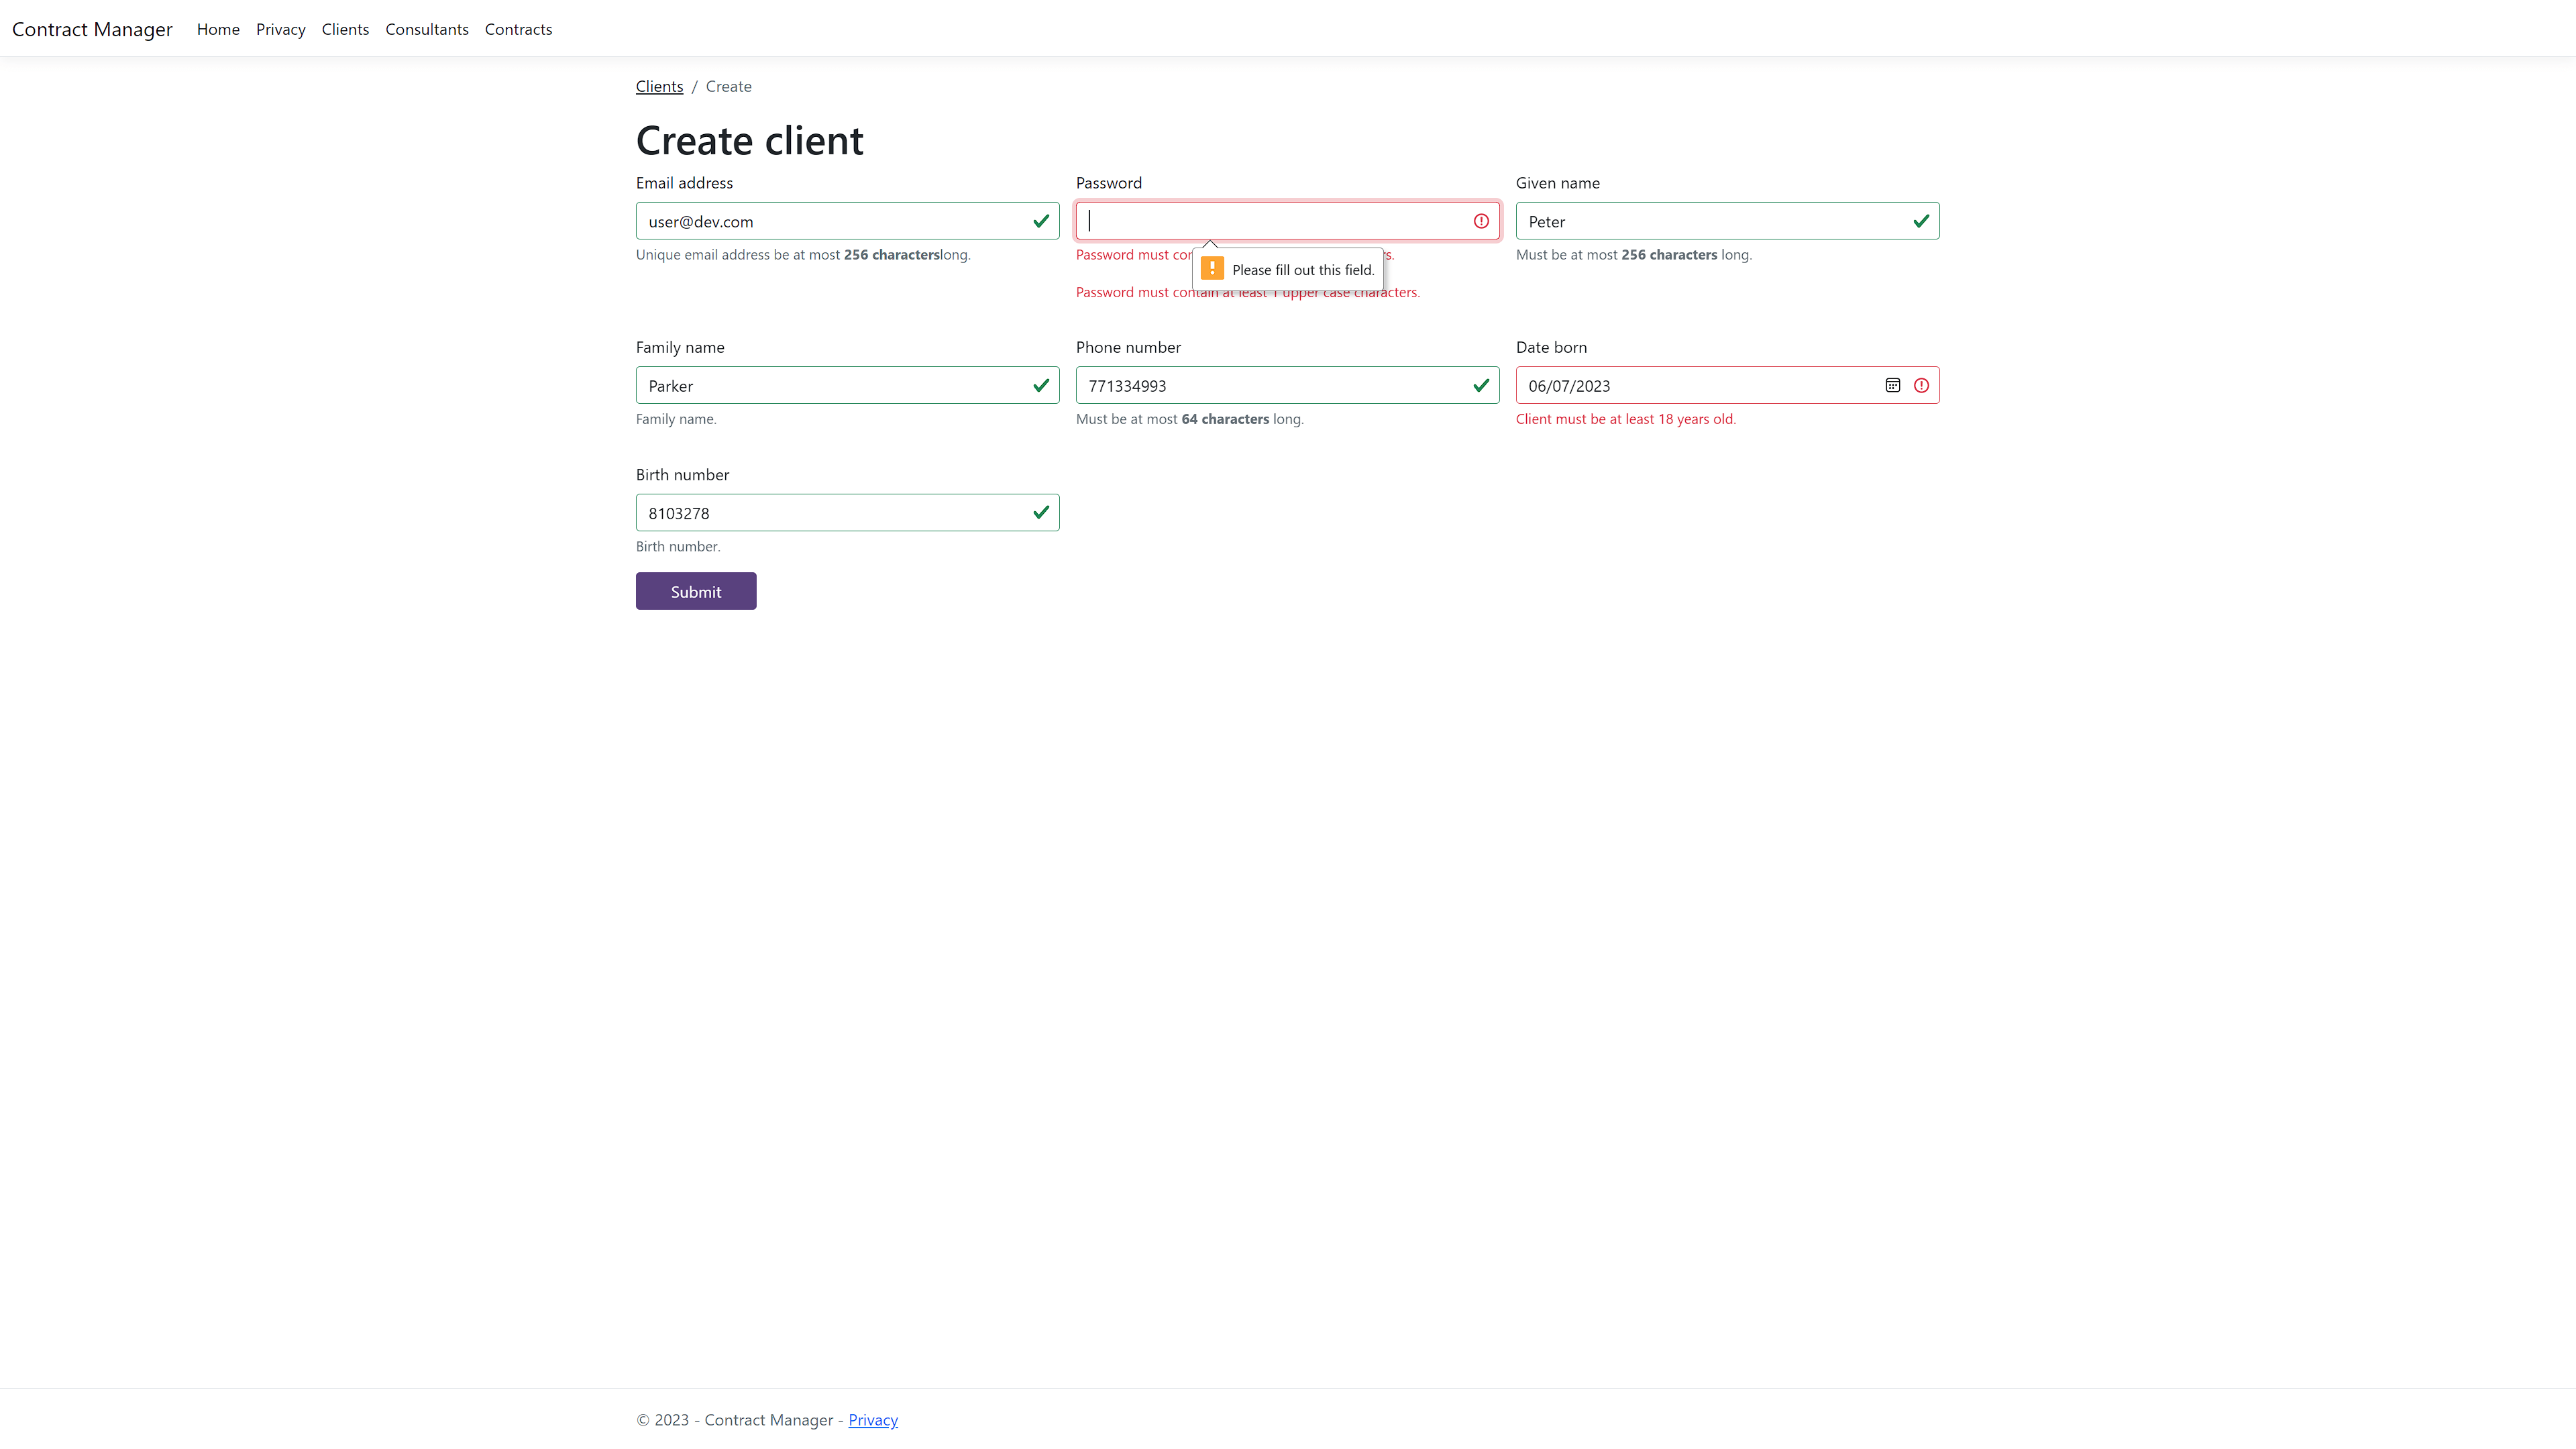 Contract Manager Home Privacy Clients Consultants Contracts
Clients / Create
Create client
Email address
user@dev.com
Unique email address be at most 256 characterslong.
Password
Password must
Please fill out this field.
Password must contain at least 1 upper case characters.
Given name
Peter
Must be at most 256 characters long.
Family name
Parker
Family name.
Phone number
771334993
Must be at most 64 characters long.
Date born
06/07/2023
Client must be at least 18 years old.
Birth number
8103278
Birth number.
Submit
© 2023 - Contract Manager - Privacy